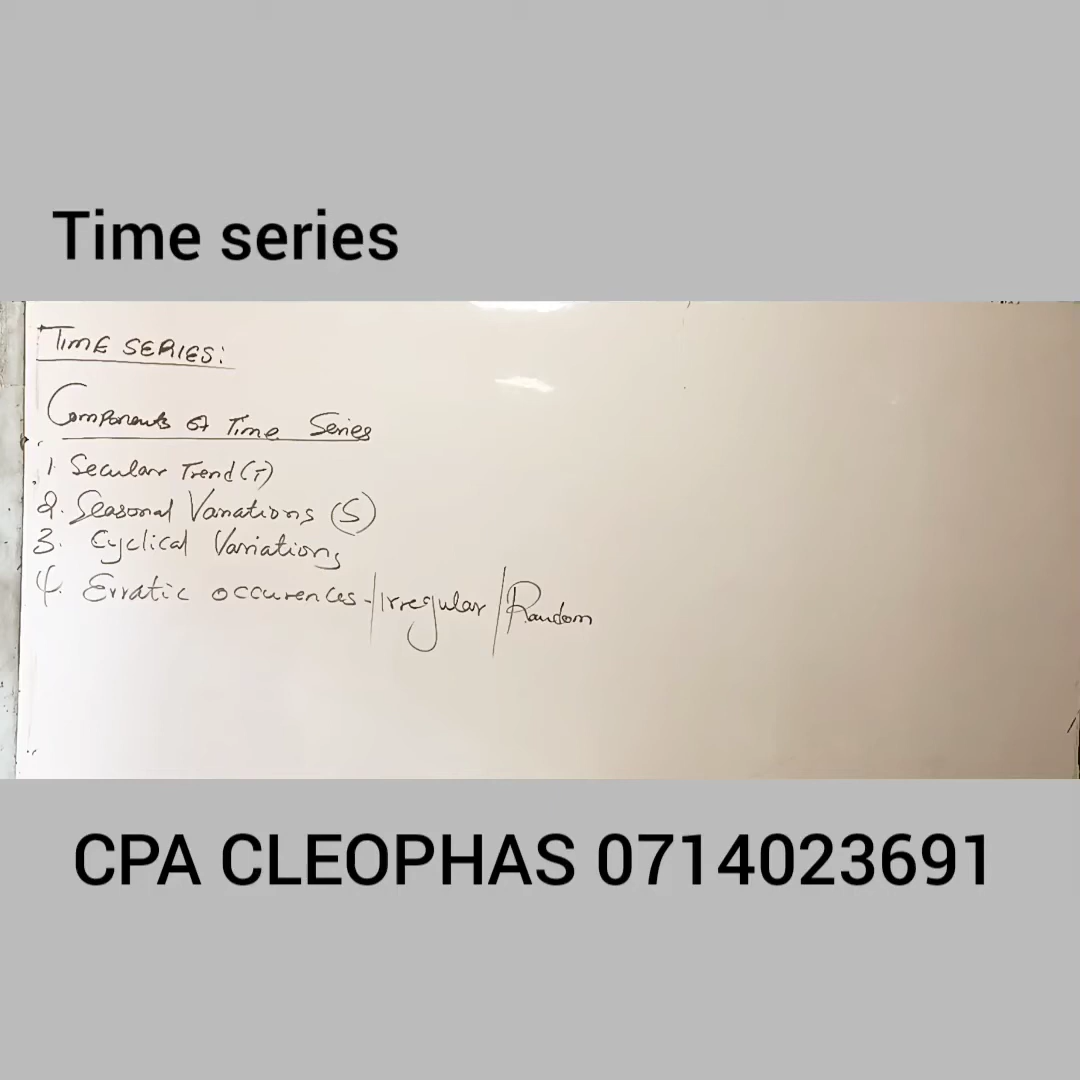 Time series
TIME SERIES:
Components of Time Series
1. Secular Trend (T)
2. Seasonal Variations (S)
3. Cyclical Variations
4. Erratic occurences - / Irregular / Random
CPA CLEOPHAS 0714023691